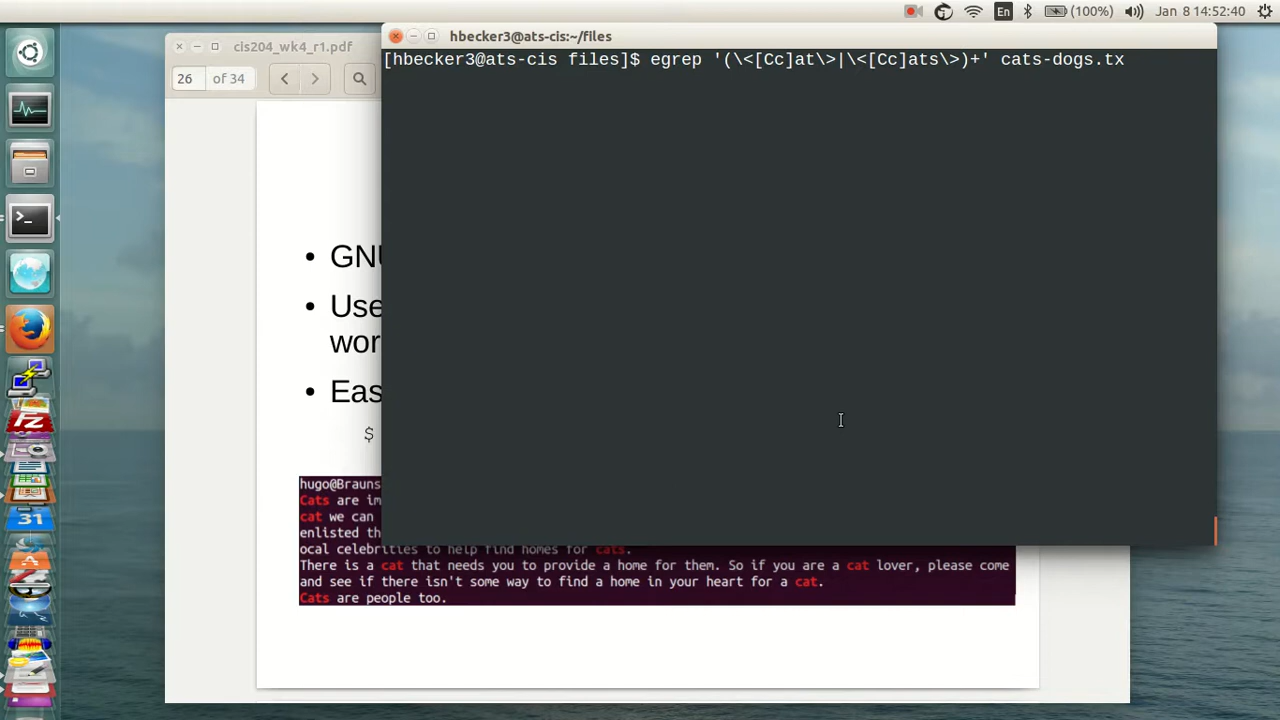 En
(100%)
Jan 8 14:52:40
cis204_wk4_r1.pdf
hbecker3@ats-cis:~/files
26
of 34
[hbecker3@ats-cis files]$ egrep '(\<[Cc]at\>|\<[Cc]ats\>)+' cats-dogs.tx
• GNU
• Use
wor
• Eas
$
hugo@Brauns
Cats are im
cat we can
enlisted th
ocal celebrities to help find homes for cats.
There is a cat that needs you to provide a home for them. So if you are a cat lover, please come
and see if there isn't some way to find a home in your heart for a cat.
Cats are people too.
>_
FZ
31